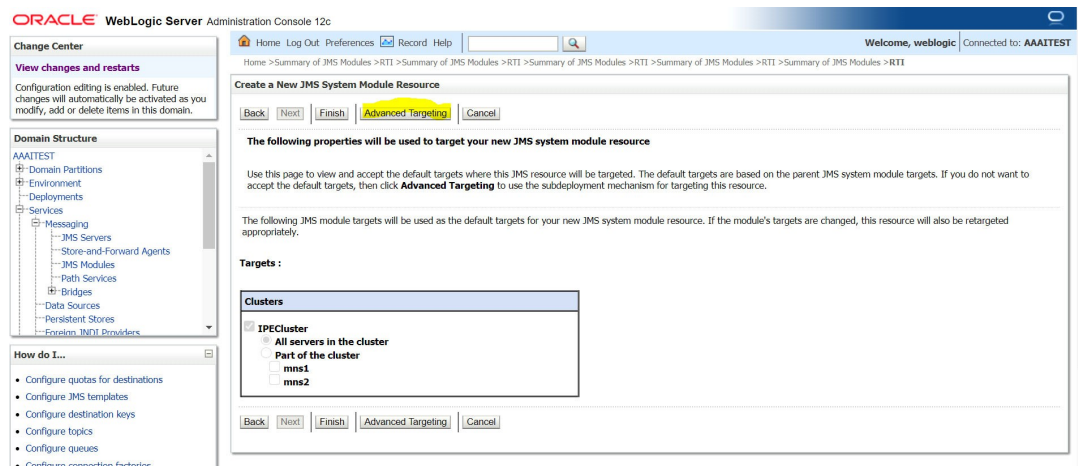 ORACLE WebLogic Server Administration Console 12c
Change Center
View changes and restarts
Configuration editing is enabled. Future
changes will automatically be activated as you
modify, add or delete items in this domain.
Domain Structure
AAAITEST
Domain Partitions
Environment
Deployments
Services
Messaging
JMS Servers
Store-and-Forward Agents
JMS Modules
Path Services
Bridges
Data Sources
Persistent Stores
Foreign JNDI Providers
How do I...
Configure quotas for destinations
Configure JMS templates
Configure destination keys
Configure topics
Configure queues
Configure connection factories
Home Log Out Preferences Record Help
Welcome, weblogic Connected to: AAAITEST
Home >Summary of JMS Modules >RTI >Summary of JMS Modules >RTI >Summary of JMS Modules >RTI >Summary of JMS Modules >RTI >Summary of JMS Modules >RTI
Create a New JMS System Module Resource
Back Next Finish Advanced Targeting Cancel
The following properties will be used to target your new JMS system module resource
Use this page to view and accept the default targets where this JMS resource will be targeted. The default targets are based on the parent JMS system module targets. If you do not want to
accept the default targets, then click Advanced Targeting to use the subdeployment mechanism for targeting this resource.
The following JMS module targets will be used as the default targets for your new JMS system module resource. If the module's targets are changed, this resource will also be retargeted
appropriately.
Targets :
Clusters
IPECluster
All servers in the cluster
Part of the cluster
mns1
mns2
Back Next Finish Advanced Targeting Cancel